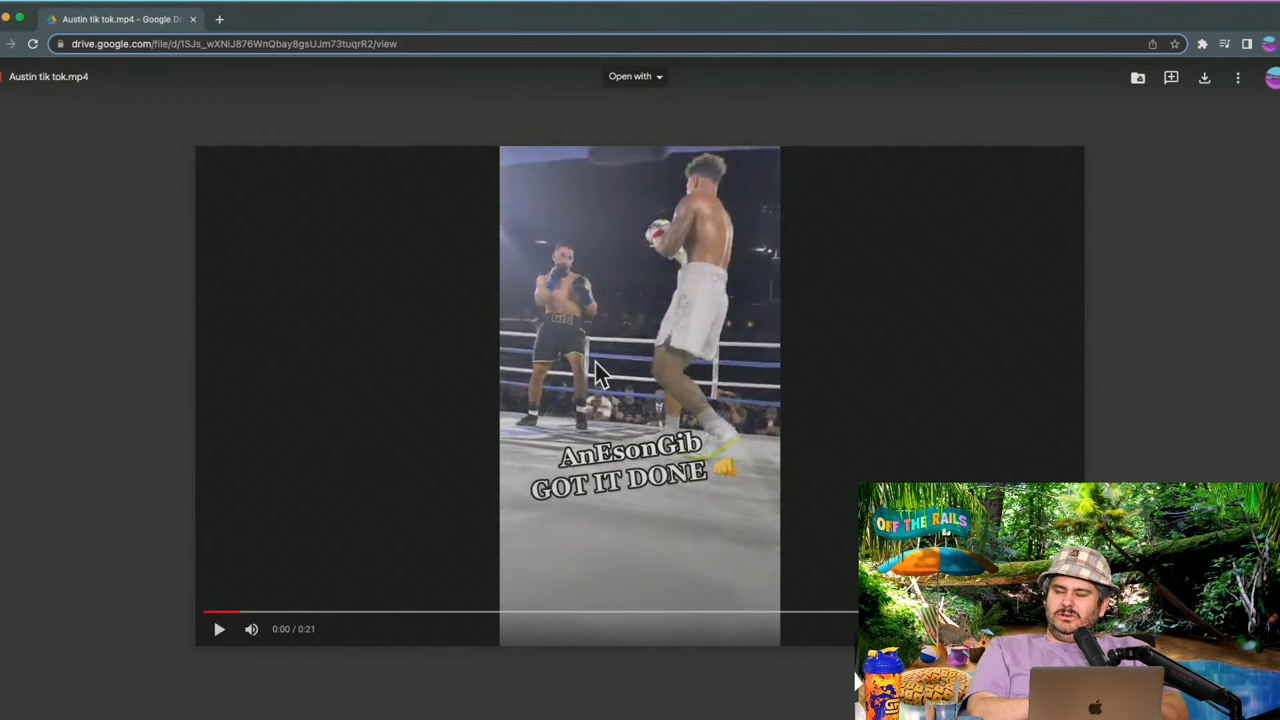 Austin tik tok.mp4 - Google Dr
drive.google.com/file/d/1SJs_wXNiJ876WnQbay8gsUJm73tuqrR2/view
Austin tik tok.mp4
Open with
AnEsonGib
GOT IT DONE 👊
0:00 / 0:21
OFF THE RAILS